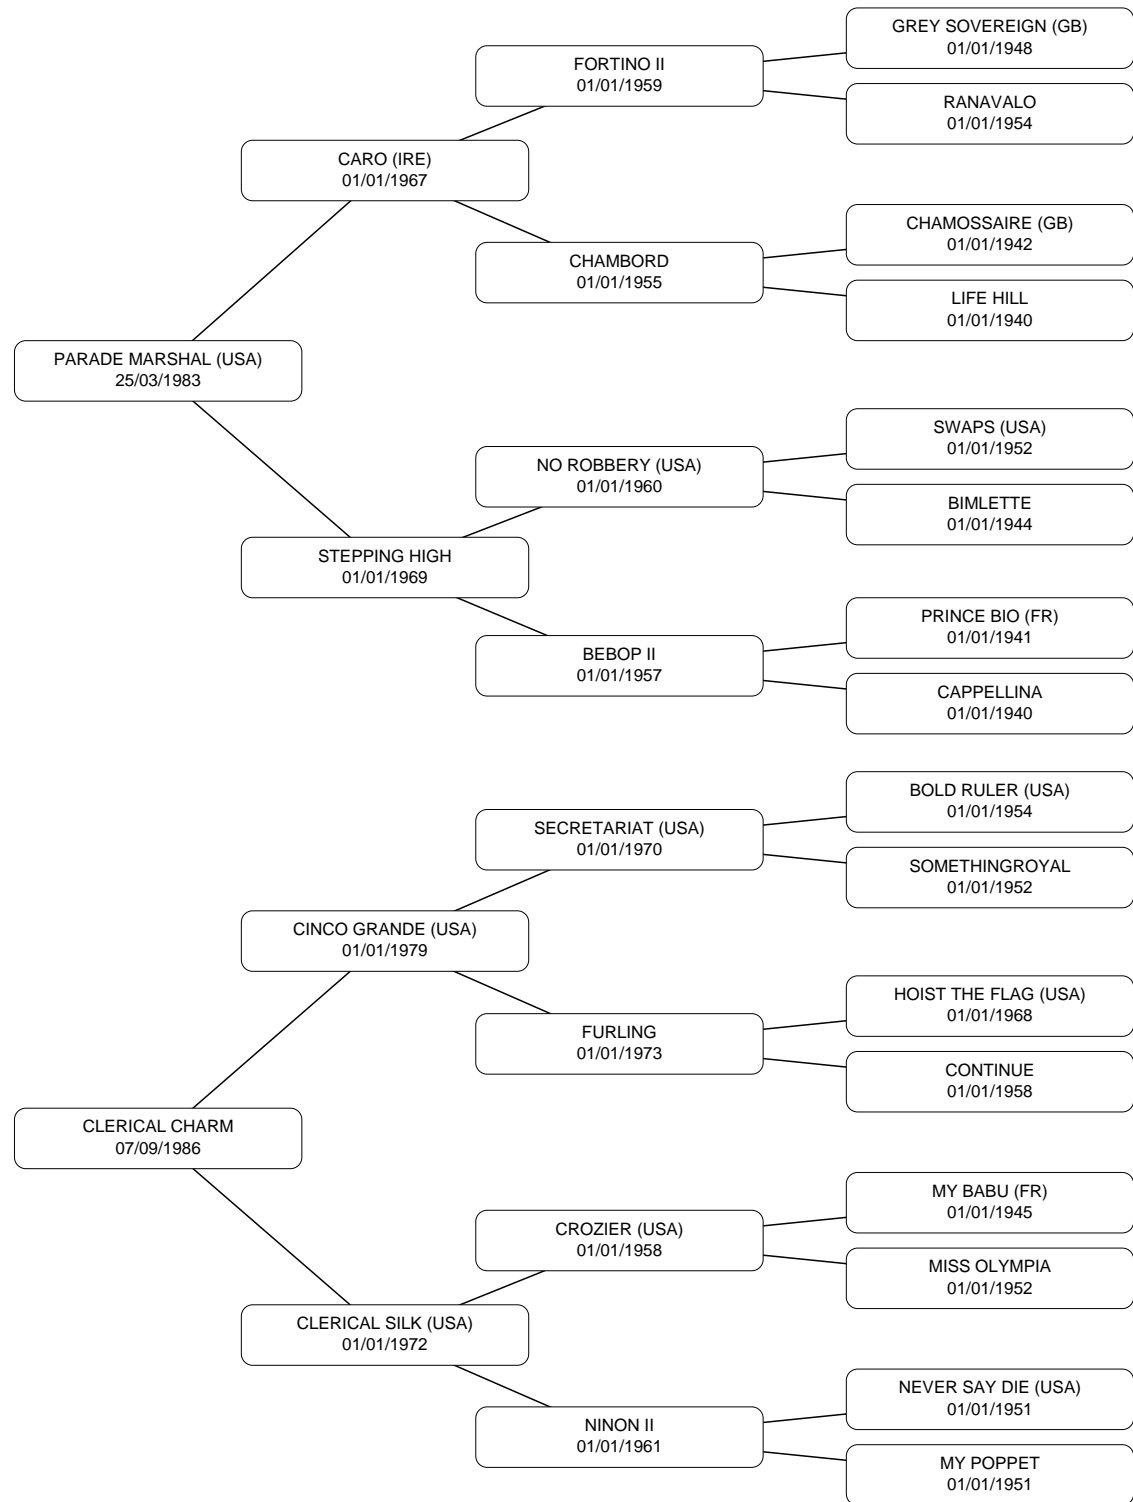 GREY SOVEREIGN (GB)
01/01/1948
FORTINO II
01/01/1959
RANAVALO
01/01/1954
CARO (IRE)
01/01/1967
CHAMOSSAIRE (GB)
01/01/1942
CHAMBORD
01/01/1955
LIFE HILL
01/01/1940
PARADE MARSHAL (USA)
25/03/1983
SWAPS (USA)
01/01/1952
NO ROBBERY (USA)
01/01/1960
BIMLETTE
01/01/1944
STEPPING HIGH
01/01/1969
PRINCE BIO (FR)
01/01/1941
BEBOP II
01/01/1957
CAPPELLINA
01/01/1940
BOLD RULER (USA)
01/01/1954
SECRETARIAT (USA)
01/01/1970
SOMETHINGROYAL
01/01/1952
CINCO GRANDE (USA)
01/01/1979
HOIST THE FLAG (USA)
01/01/1968
FURLING
01/01/1973
CONTINUE
01/01/1958
CLERICAL CHARM
07/09/1986
MY BABU (FR)
01/01/1945
CROZIER (USA)
01/01/1958
MISS OLYMPIA
01/01/1952
CLERICAL SILK (USA)
01/01/1972
NEVER SAY DIE (USA)
01/01/1951
NINON II
01/01/1961
MY POPPET
01/01/1951